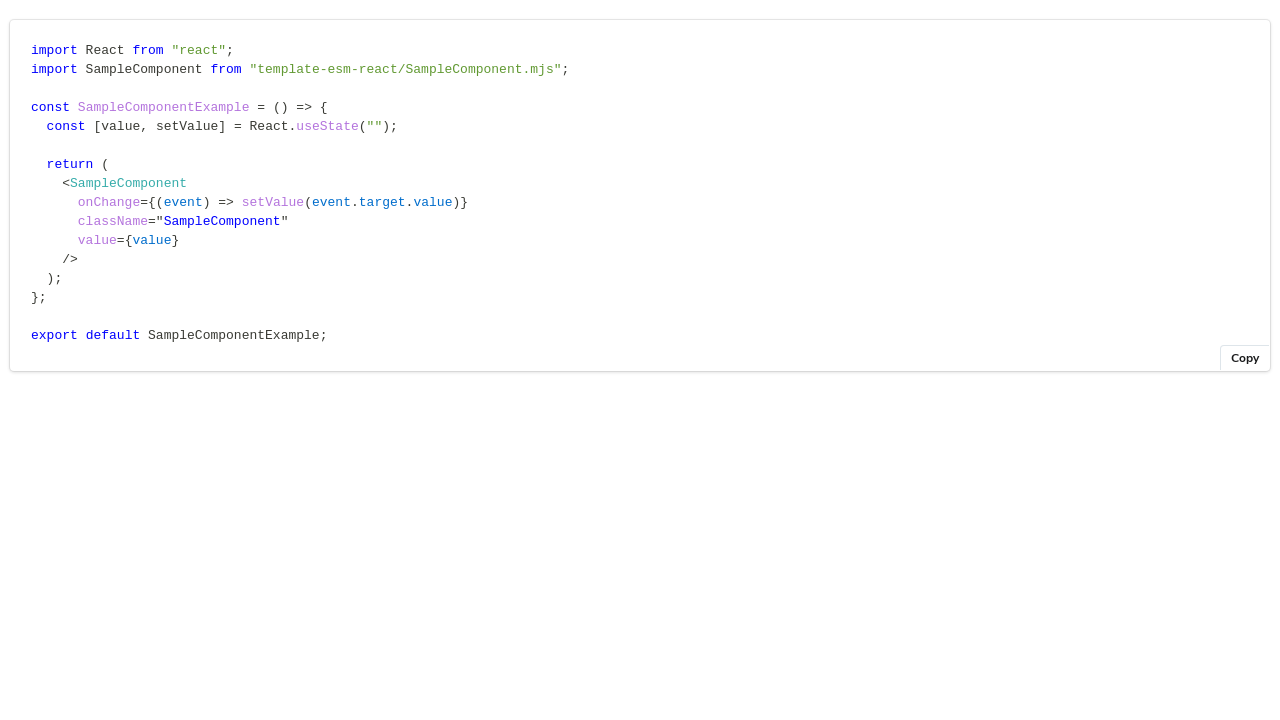 import React from "react";
import SampleComponent from "template-esm-react/SampleComponent.mjs";

const SampleComponentExample = () => {
  const [value, setValue] = React.useState("");

  return (
    <SampleComponent
      onChange={(event) => setValue(event.target.value)}
      className="SampleComponent"
      value={value}
    />
  );
};

export default SampleComponentExample;
Copy